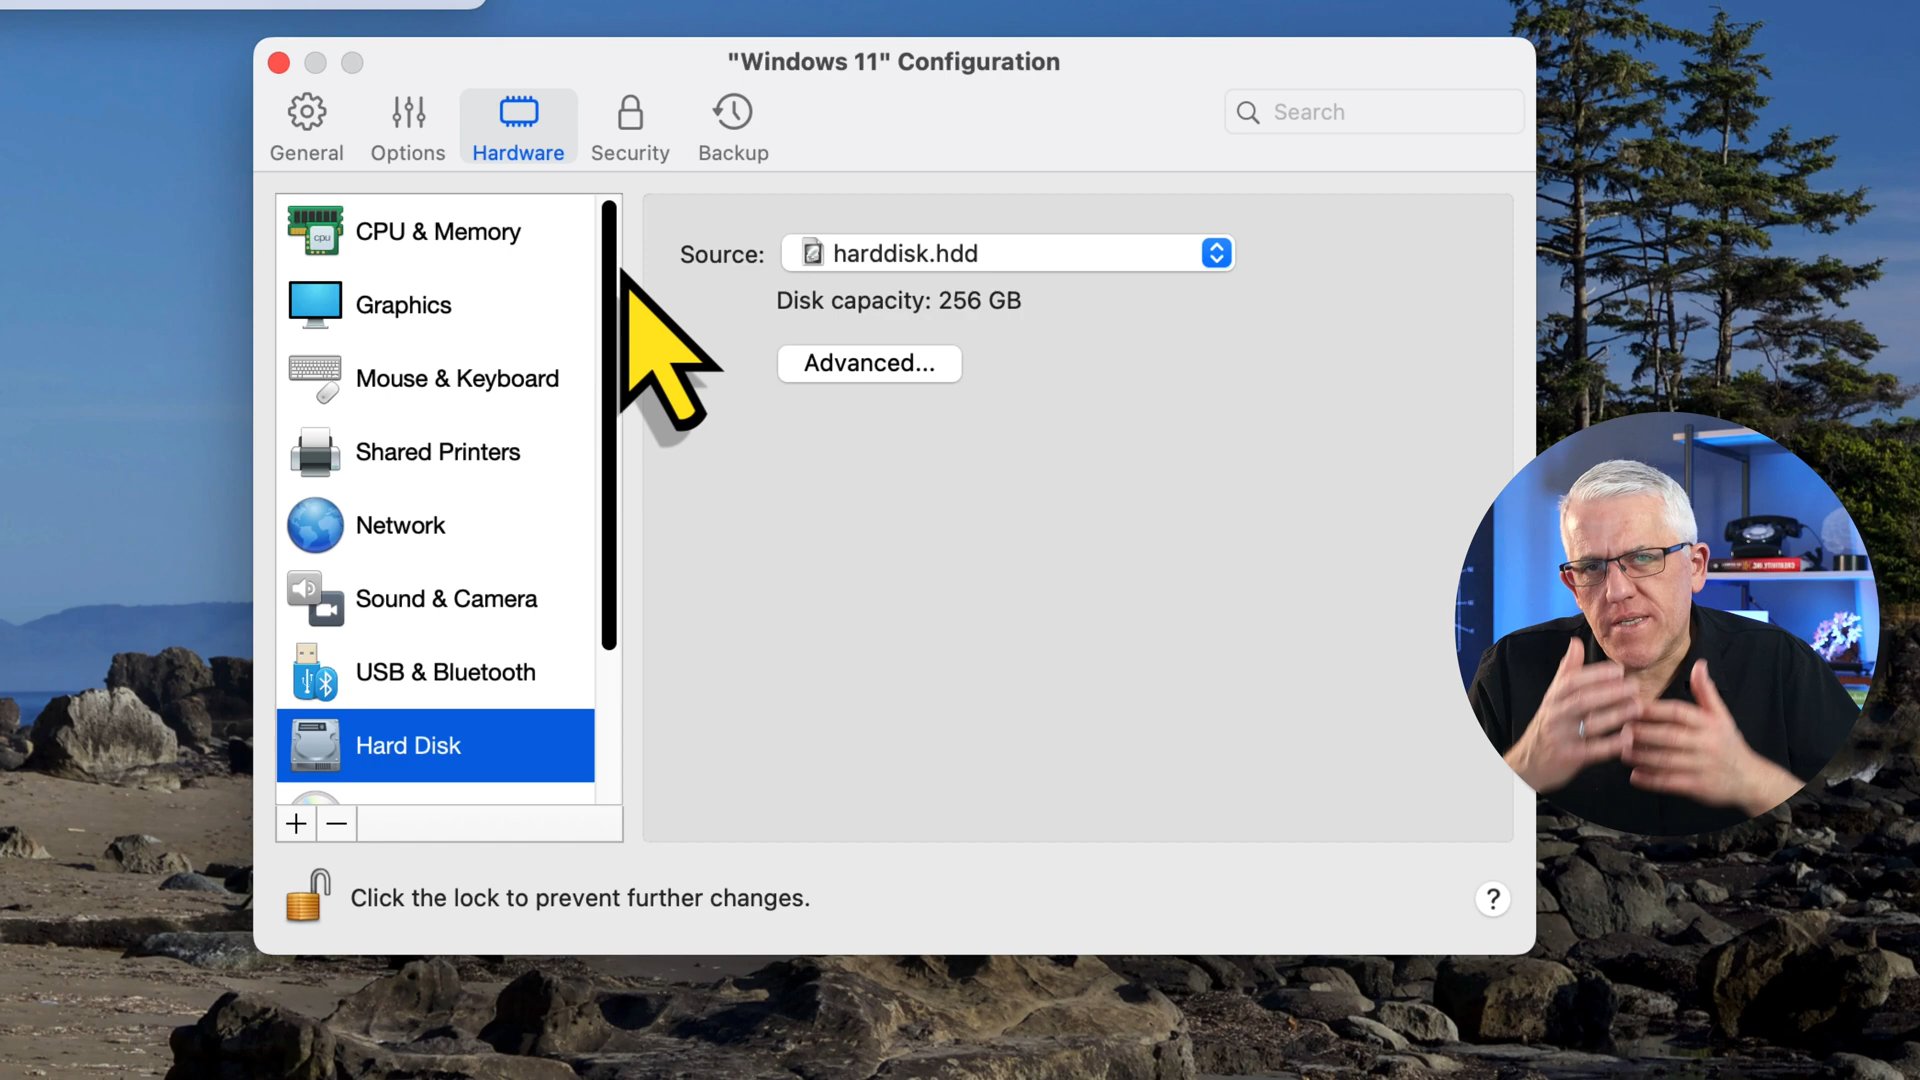 "Windows 11" Configuration
General
Options
Hardware
Security
Backup
Search
CPU & Memory
cpu
Graphics
Mouse & Keyboard
Shared Printers
Network
Sound & Camera
USB & Bluetooth
Hard Disk
Source: harddisk.hdd
Disk capacity: 256 GB
Advanced...
+ −
Click the lock to prevent further changes.
?